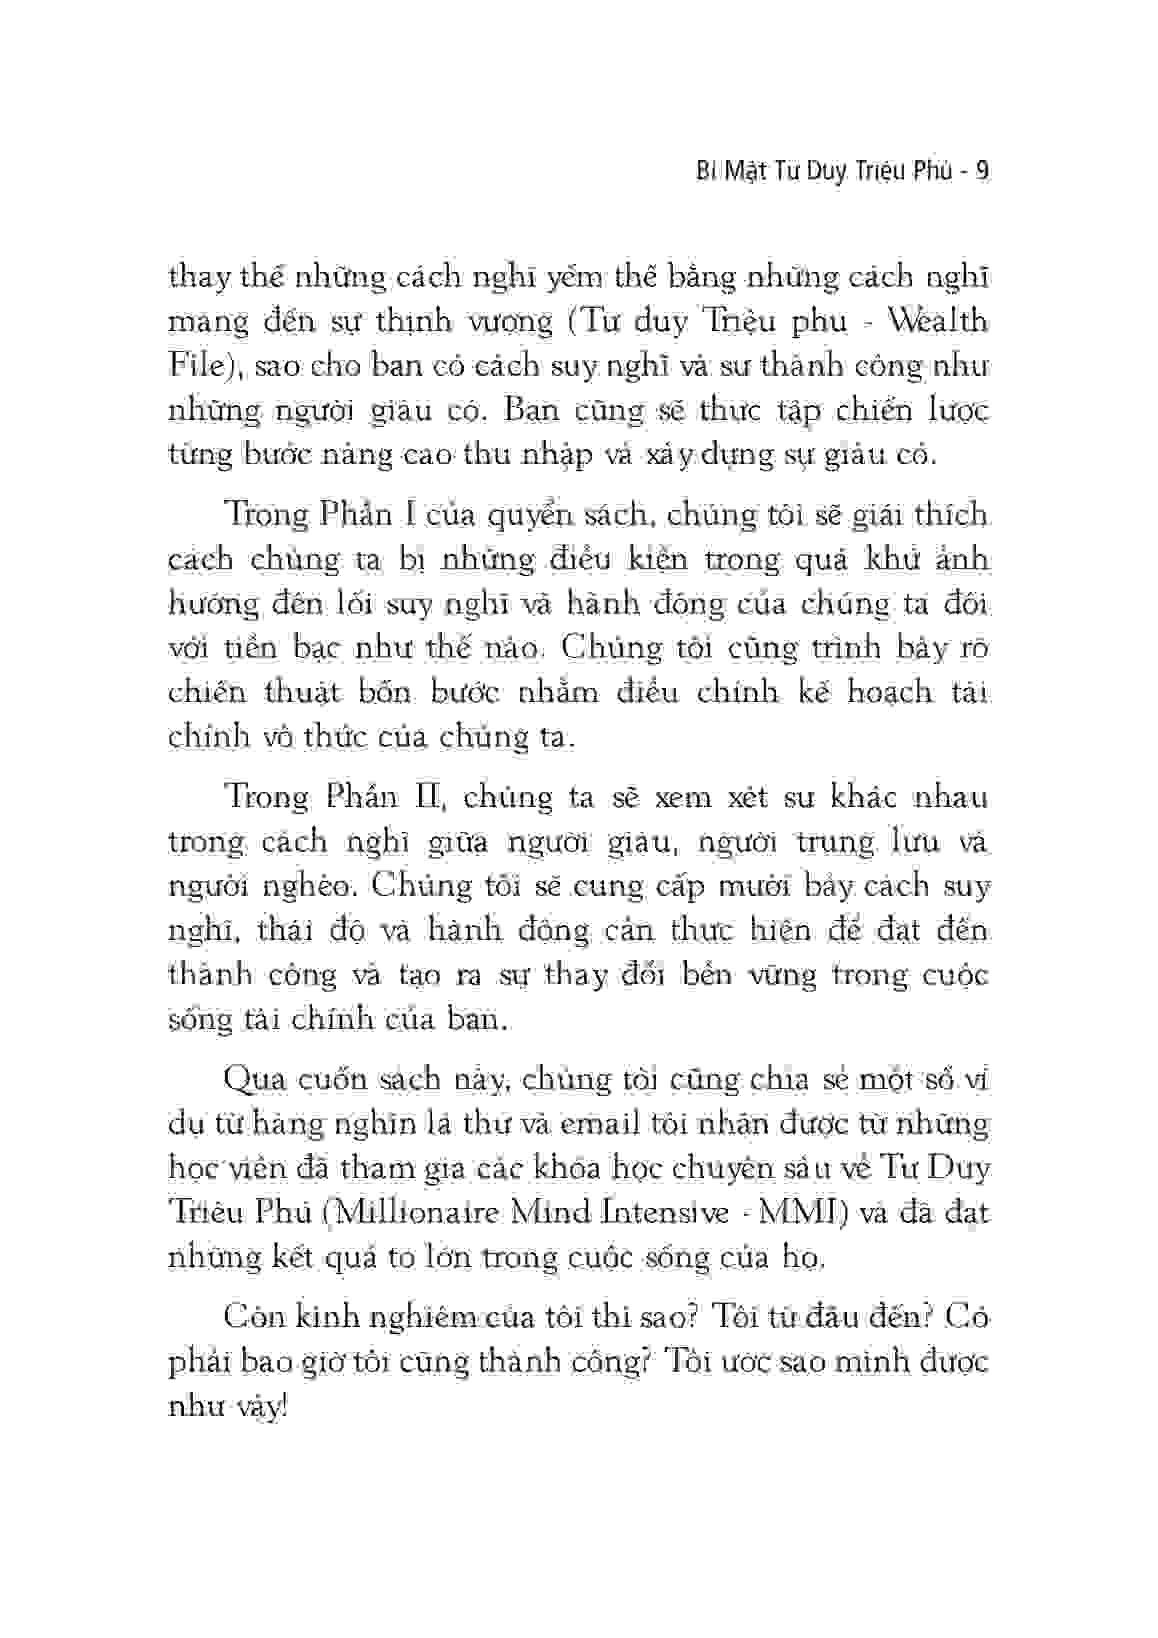 Bí Mật Tư Duy Triệu Phú - 9
thay thế những cách nghĩ yếm thế bằng những cách nghĩ
mang đến sự thịnh vượng (Tư duy Triệu phú - Wealth
File), sao cho bạn có cách suy nghĩ và sự thành công như
những người giàu có. Bạn cũng sẽ thực tập chiến lược
từng bước nâng cao thu nhập và xây dựng sự giàu có.
Trong Phần I của quyển sách, chúng tôi sẽ giải thích
cách chúng ta bị những điều kiện trong quá khứ ảnh
hưởng đến lối suy nghĩ và hành động của chúng ta đối
với tiền bạc như thế nào. Chúng tôi cũng trình bày rõ
chiến thuật bốn bước nhằm điều chỉnh kế hoạch tài
chính vô thức của chúng ta.
Trong Phần II, chúng ta sẽ xem xét sự khác nhau
trong cách nghĩ giữa người giàu, người trung lưu và
người nghèo. Chúng tôi sẽ cung cấp mười bảy cách suy
nghĩ, thái độ và hành động cần thực hiện để đạt đến
thành công và tạo ra sự thay đổi bền vững trong cuộc
sống tài chính của bạn.
Qua cuốn sách này, chúng tôi cũng chia sẻ một số ví
dụ từ hàng nghìn lá thư và email tôi nhận được từ những
học viên đã tham gia các khóa học chuyên sâu về Tư Duy
Triệu Phú (Millionaire Mind Intensive - MMI) và đã đạt
những kết quả to lớn trong cuộc sống của họ.
Còn kinh nghiệm của tôi thì sao? Tôi từ đâu đến? Có
phải bao giờ tôi cũng thành công? Tôi ước sao mình được
như vậy!